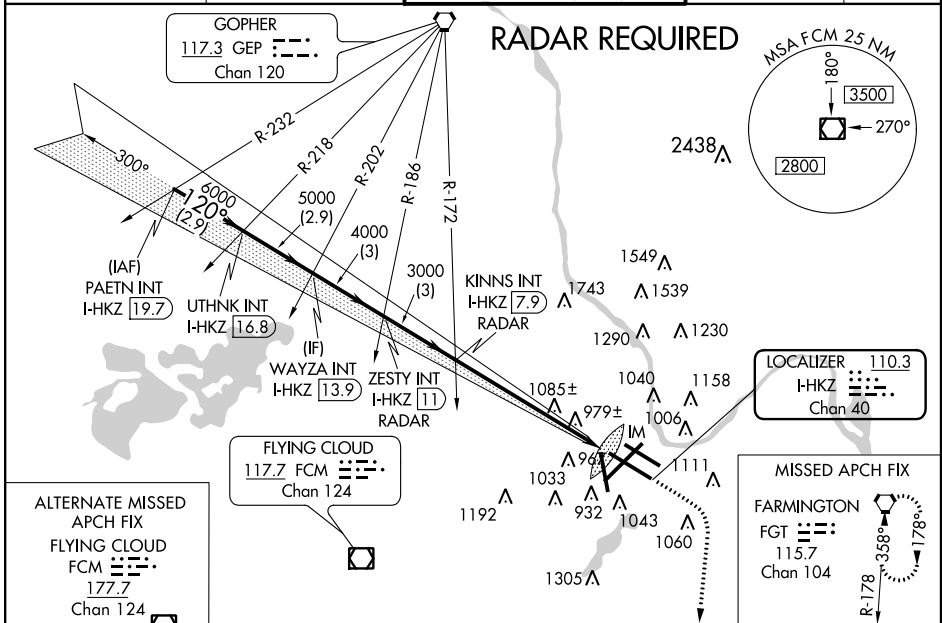 RADAR REQUIRED
GOPHER
117.3 GEP
Chan 120
MSA FCM 25 NM
180°
3500
270°
2800
2438
R-232
R-218
R-202
R-186
R-172
300°
120°
6000
(2.9)
5000
(2.9)
4000
(3)
3000
(3)
(IAF)
PAETN INT
I-HKZ 19.7
UTHNK INT
I-HKZ 16.8
(IF)
WAYZA INT
I-HKZ 13.9
ZESTY INT
I-HKZ 11
RADAR
KINNS INT
I-HKZ 7.9
RADAR
1549
1743
1539
1290
1230
1040
1158
1085±
979±
1006
IM
1033
1111
1192
932
1043
1060
1305
LOCALIZER 110.3
I-HKZ
Chan 40
FLYING CLOUD
117.7 FCM
Chan 124
ALTERNATE MISSED
APCH FIX
FLYING CLOUD
FCM
177.7
Chan 124
MISSED APCH FIX
FARMINGTON
FGT
115.7
Chan 104
358°
178°
R-178